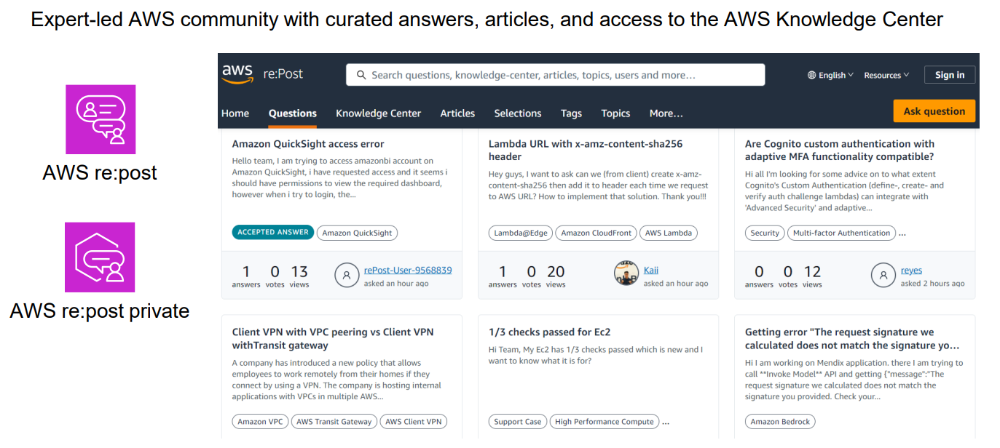 Expert-led AWS community with curated answers, articles, and access to the AWS Knowledge Center
AWS re:post
AWS re:post private
aws re:Post
Search questions, knowledge-center, articles, topics, users and more...
English
Resources
Sign in
Home
Questions
Knowledge Center
Articles
Selections
Tags
Topics
More...
Ask question
Amazon QuickSight access error
Hello team, I am trying to access amazonbi account on
Amazon QuickSight, i have requested access and it seems i
should have permissions to view the required dashboard,
however when i try to login, the...
ACCEPTED ANSWER
Amazon QuickSight
1 0 13
answers votes views
rePost-User-9568839
asked an hour ago
Lambda URL with x-amz-content-sha256
header
Hey guys, I want to ask can we (from client) create x-amz-
content-sha256 then add it to header each time we request
to AWS URL? How to implement that solution. Thank you!!!
Lambda@Edge
Amazon CloudFront
AWS Lambda
1 0 20
answers votes views
Kaii
asked an hour ago
Are Cognito custom authentication with
adaptive MFA functionality compatible?
Hi all I'm looking for some advice on to what extent
Cognito's Custom Authentication (define-, create- and
verify auth challenge lambdas) can integrate with
'Advanced Security' and adaptive...
Security
Multi-factor Authentication
...
0 0 12
answers votes views
reyes
asked 2 hours ago
Client VPN with VPC peering vs Client VPN
withTransit gateway
A company has introduced a new policy that allows
employees to work remotely from their homes if they
connect by using a VPN. The company is hosting internal
applications with VPCs in multiple AWS...
Amazon VPC
AWS Transit Gateway
AWS Client VPN
1/3 checks passed for Ec2
Hi Team, My Ec2 has 1/3 checks passed which is new and I
want to know what it is for?
Support Case
High Performance Compute
...
Getting error "The request signature we
calculated does not match the signature yo...
Hi I am working on Mendix application. there I am trying to
call **Invoke Model** API and getting {"message":"The
request signature we calculated does not match the
signature you provided. Check your...
Amazon Bedrock